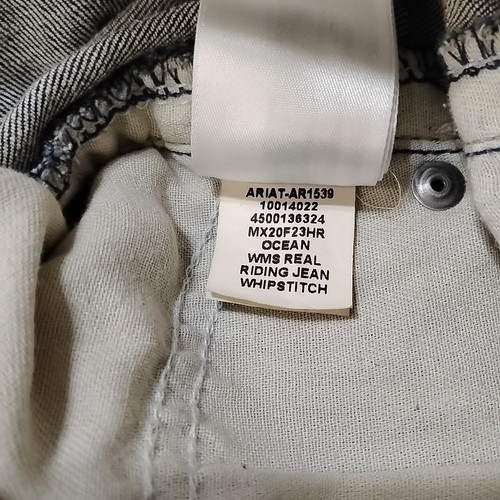 ARIAT-AR1539
10014022
4500136324
MX20F23HR
OCEAN
WMS REAL
RIDING JEAN
WHIPSTITCH